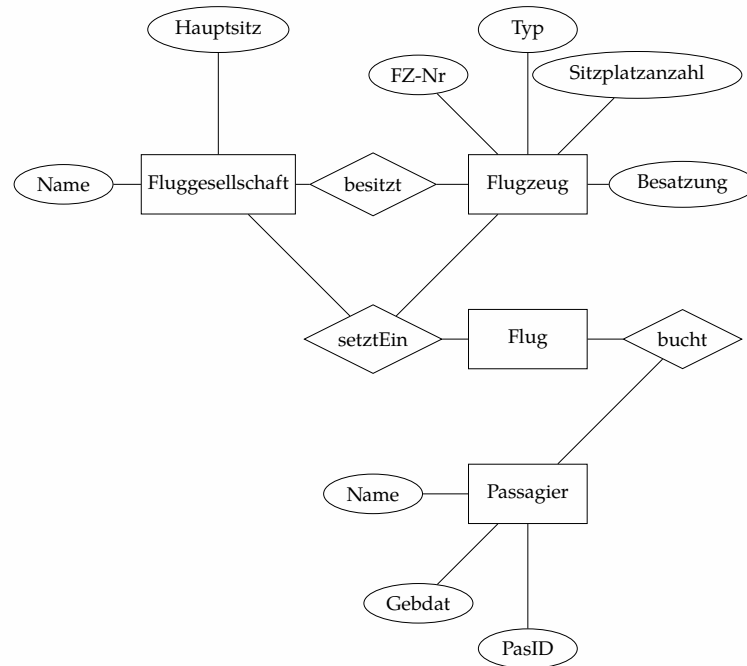 Hauptsitz
Typ
FZ-Nr
Sitzplatzanzahl
Name
Fluggesellschaft
besitzt
Flugzeug
Besatzung
setztEin
Flug
bucht
Name
Passagier
Gebdat
PasID